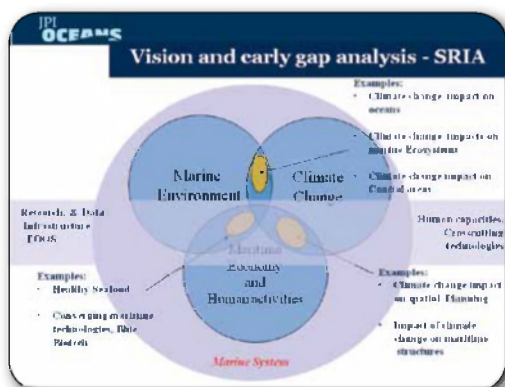 JPI
OCEANS
Vision and early gap analysis - SRIA
Examples:
• Climate change impact on
oceans
• Climate change impacts on
marine Ecosystems
• Climate change impact on
Coastal areas
Marine
Environment
Climate
Change
Research & Data
Infrastructure
Human capacities,
Crosscutting
technologies
Maritime
Economy
and
Human activities
Examples:
• Healthy Seafood
• Converging maritime
technologies, Blue
Biotech
Examples:
• Climate change impact
on spatial Planning
• Impact of climate
change on maritime
structures
Marine System